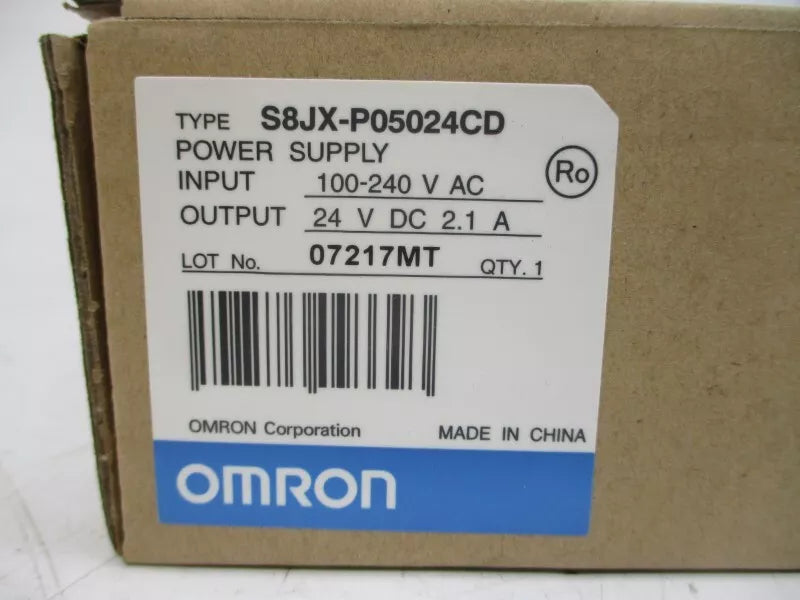 TYPE S8JX-P05024CD
POWER SUPPLY
INPUT 100-240 V AC
Ro
OUTPUT 24 V DC 2.1 A
LOT No. 07217MT QTY. 1
OMRON Corporation MADE IN CHINA
OMRON